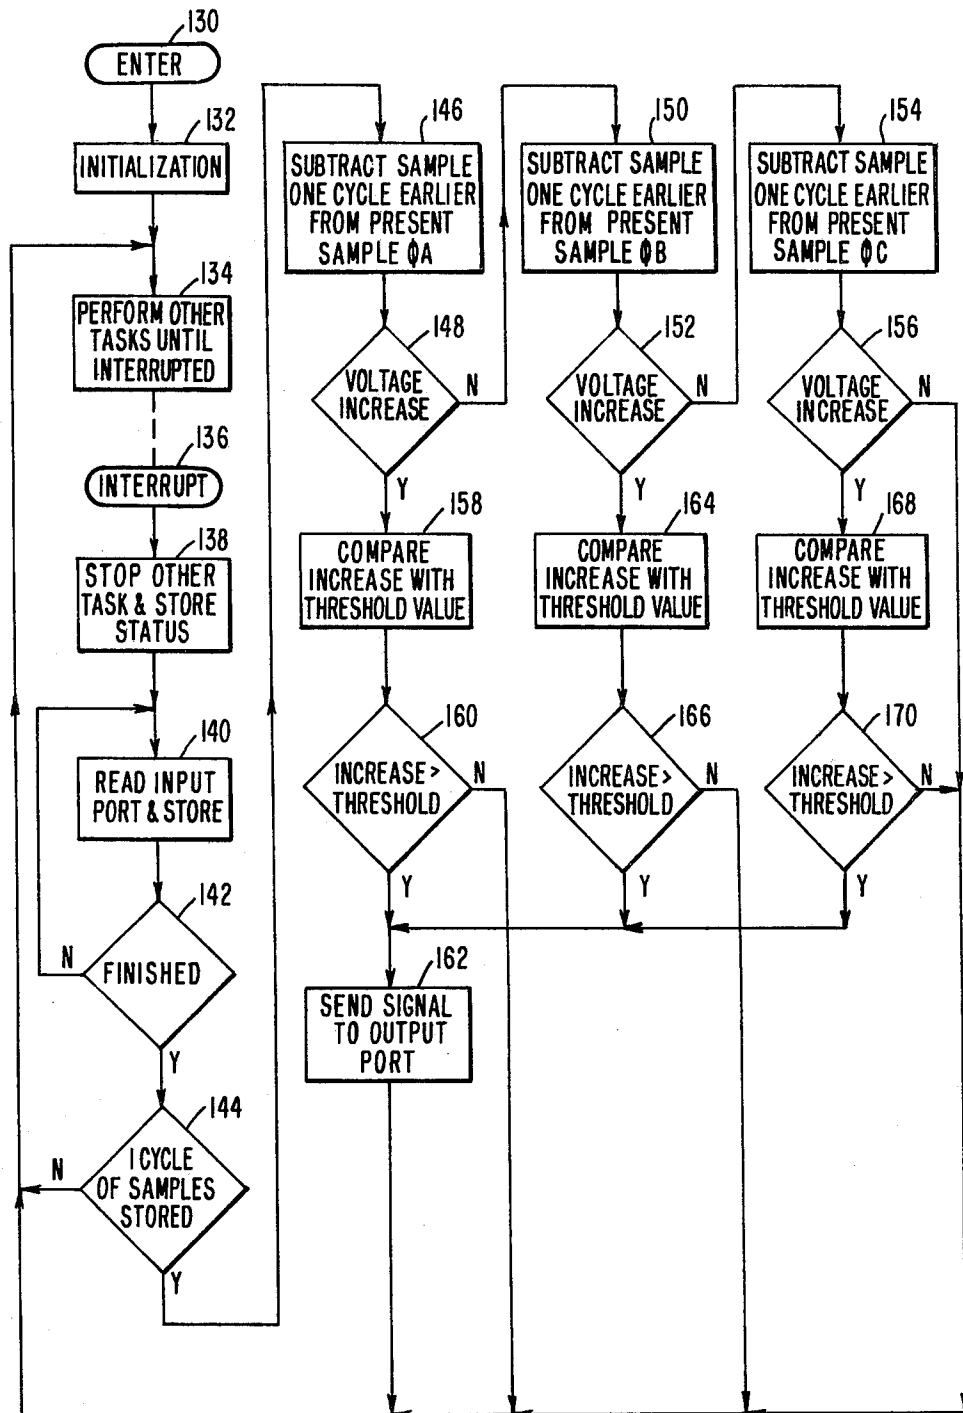 130
ENTER
132
INITIALIZATION
134
PERFORM OTHER
TASKS UNTIL
INTERRUPTED
136
INTERRUPT
138
STOP OTHER
TASK & STORE
STATUS
140
READ INPUT
PORT & STORE
142
FINISHED
N
Y
144
1 CYCLE
OF SAMPLES
STORED
N
Y
146
SUBTRACT SAMPLE
ONE CYCLE EARLIER
FROM PRESENT
SAMPLE ΦA
148
VOLTAGE
INCREASE
N
Y
158
COMPARE
INCREASE WITH
THRESHOLD VALUE
160
INCREASE >
THRESHOLD
N
Y
162
SEND SIGNAL
TO OUTPUT
PORT
150
SUBTRACT SAMPLE
ONE CYCLE EARLIER
FROM PRESENT
SAMPLE ΦB
152
VOLTAGE
INCREASE
N
Y
164
COMPARE
INCREASE WITH
THRESHOLD VALUE
166
INCREASE >
THRESHOLD
N
Y
154
SUBTRACT SAMPLE
ONE CYCLE EARLIER
FROM PRESENT
SAMPLE ΦC
156
VOLTAGE
INCREASE
N
Y
168
COMPARE
INCREASE WITH
THRESHOLD VALUE
170
INCREASE >
THRESHOLD
N
Y